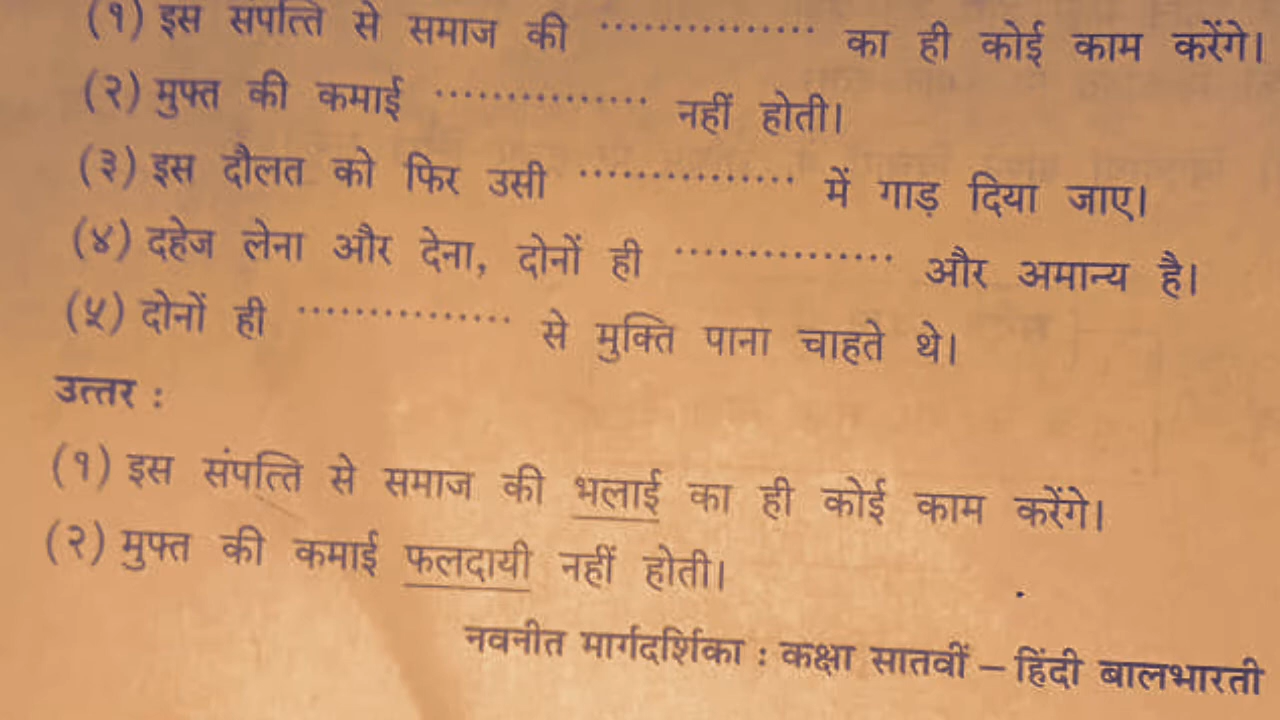 (१) इस संपत्ति से समाज की ............... का ही कोई काम करेंगे।
(२) मुफ्त की कमाई ............... नहीं होती।
(३) इस दौलत को फिर उसी ............... में गाड़ दिया जाए।
(४) दहेज लेना और देना, दोनों ही ............... और अमान्य है।
(५) दोनों ही ............... से मुक्ति पाना चाहते थे।
उत्तर :
(१) इस संपत्ति से समाज की भलाई का ही कोई काम करेंगे।
(२) मुफ्त की कमाई फलदायी नहीं होती।
नवनीत मार्गदर्शिका : कक्षा सातवीं – हिंदी बालभारती